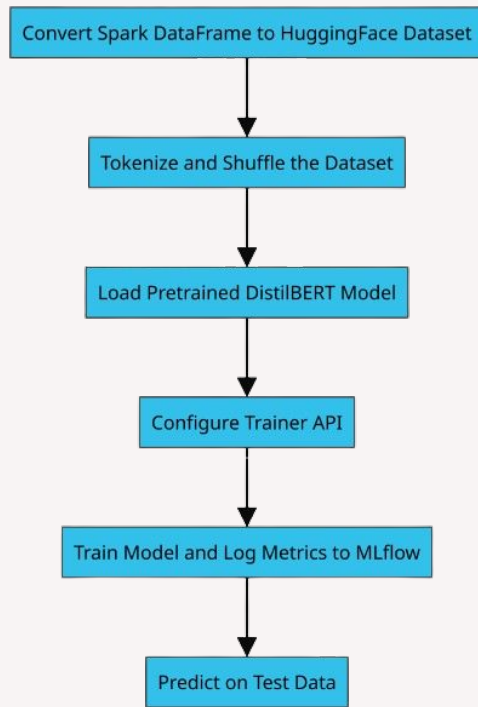 Convert Spark DataFrame to HuggingFace Dataset
Tokenize and Shuffle the Dataset
Load Pretrained DistilBERT Model
Configure Trainer API
Train Model and Log Metrics to MLflow
Predict on Test Data